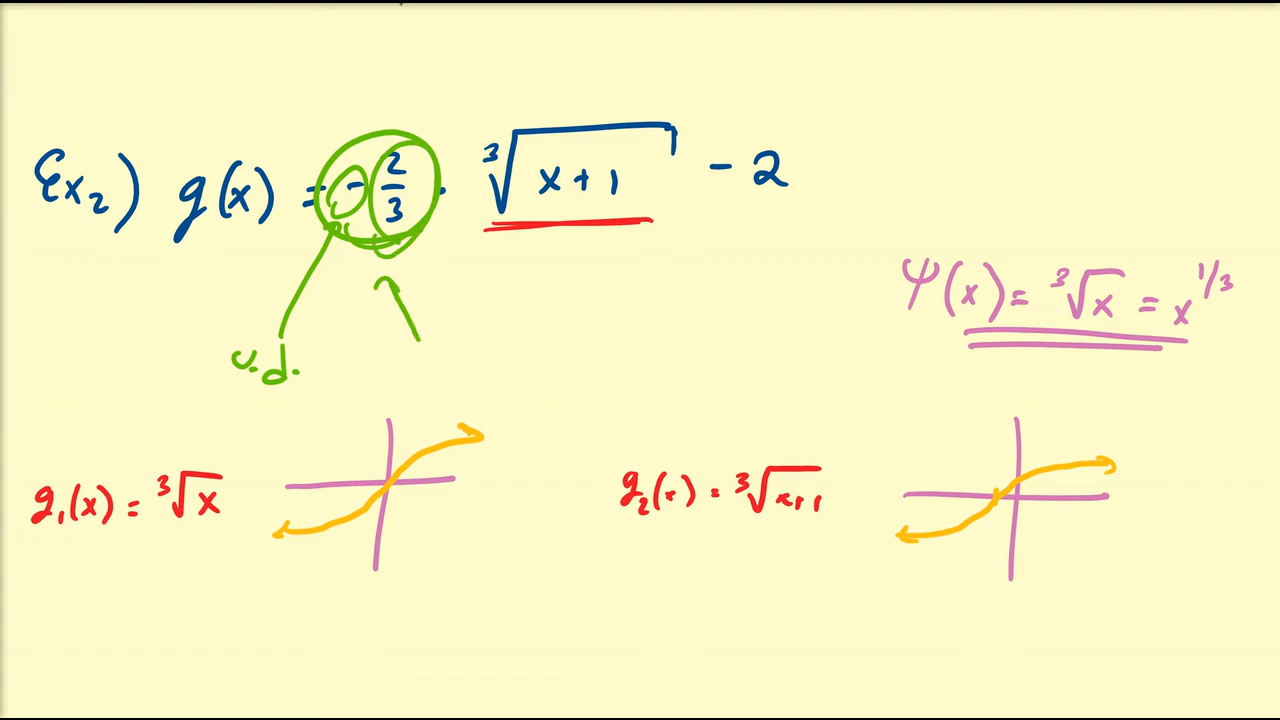 Ex2) g(x) = -2/3 · ∛(x+1) - 2
ψ(x) = ∛x = x^1/3
u.d.
g₁(x) = ∛x
g₂(x) = ∛x+1